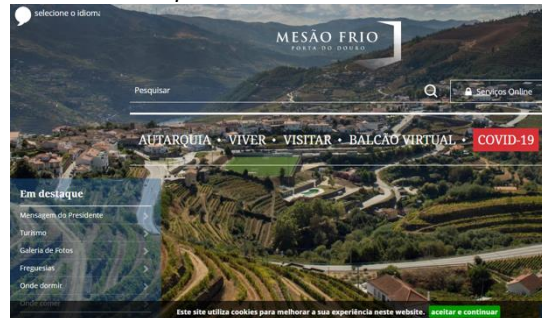 selecione o idioma
MESÃO FRIO
PORTA DO DOURO
Pesquisar
Serviços Online
AUTARQUIA • VIVER • VISITAR • BALCÃO VIRTUAL • COVID-19
Em destaque
Mensagem do Presidente
Turismo
Galeria de Fotos
Freguesias
Onde dormir
Onde comer
Este site utiliza cookies para melhorar a sua experiência neste website. aceitar e continuar